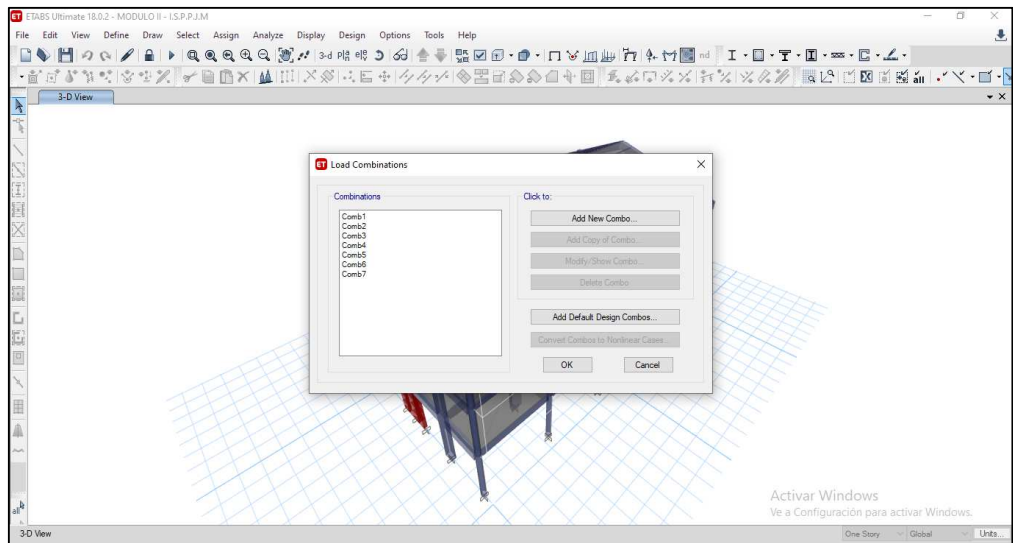 ETABS Ultimate 18.0.2 - MODULO II - I.S.P.P.J.M
File Edit View Define Draw Select Assign Analyze Display Design Options Tools Help
3-d
nd
3-D View
Load Combinations
Combinations
Click to:
Comb1
Comb2
Comb3
Comb4
Comb5
Comb6
Comb7
Add New Combo...
Add Copy of Combo...
Modify/Show Combo...
Delete Combo
Add Default Design Combos...
Convert Combos to Nonlinear Cases...
OK Cancel
all
Activar Windows
Ve a Configuración para activar Windows.
3-D View One Story Global Units...